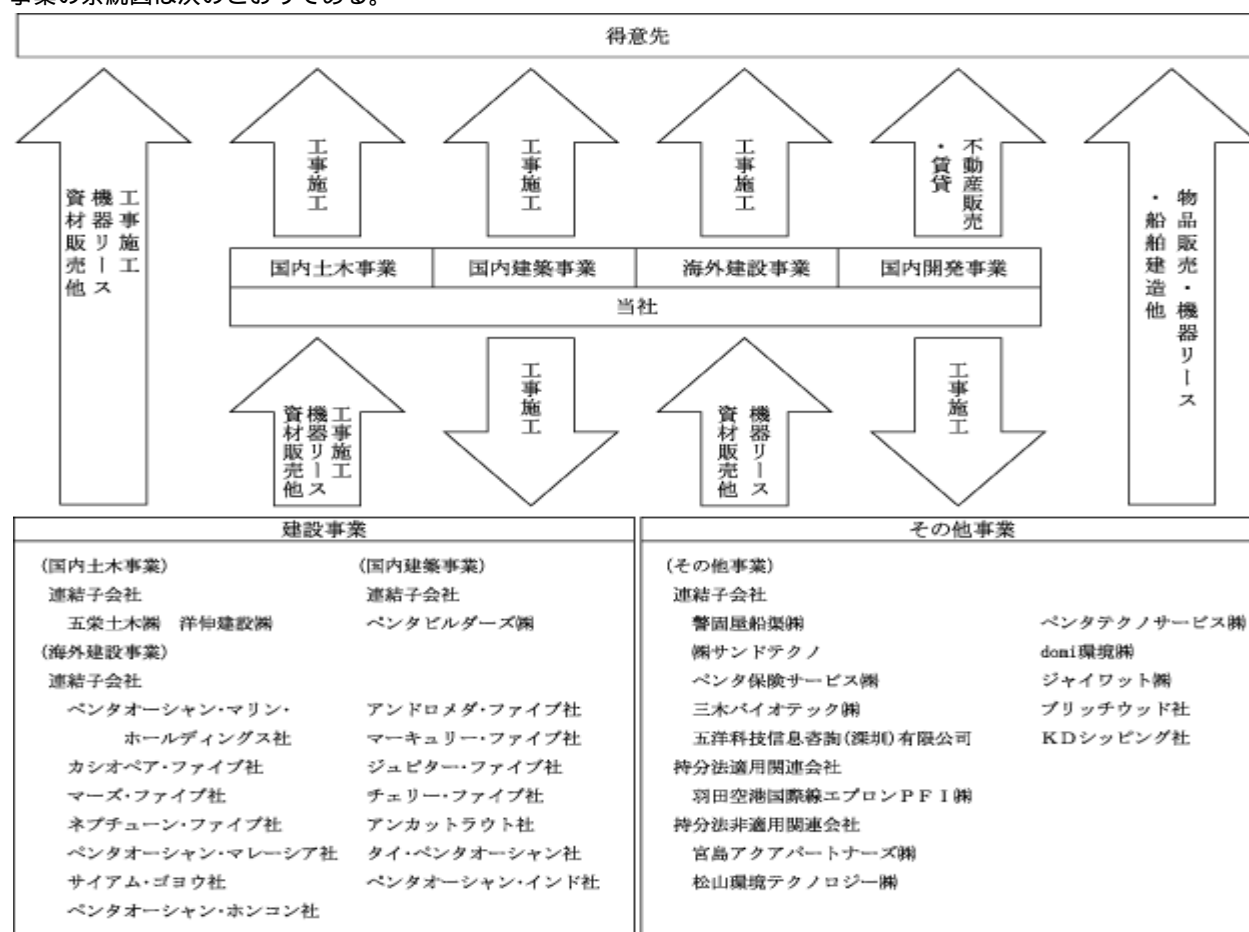 事業の系統図は次のとおりである。
得意先
工事施工
機器リース
資材販売他
工事施工
工事施工
工事施工
不動産販売
・賃貸
物品販売・機器リース
・船舶建造他
国内土木事業
国内建築事業
海外建設事業
国内開発事業
当社
工事施工
機器リース
資材販売他
工事施工
機器リース
資材販売他
工事施工
建設事業
(国内土木事業)
連結子会社
五栄土木㈱ 洋伸建設㈱
(国内建築事業)
連結子会社
ペンタビルダーズ㈱
(海外建設事業)
連結子会社
ペンタオーシャン・マリン・
ホールディングス社
カシオペア・ファイブ社
マーズ・ファイブ社
ネプチューン・ファイブ社
ペンタオーシャン・マレーシア社
サイアム・ゴヨウ社
ペンタオーシャン・ホンコン社
アンドロメダ・ファイブ社
マーキュリー・ファイブ社
ジュピター・ファイブ社
チェリー・ファイブ社
アンカットラウト社
タイ・ペンタオーシャン社
ペンタオーシャン・インド社
その他事業
(その他事業)
連結子会社
警固屋船渠㈱
㈱サンドテクノ
ペンタ保険サービス㈱
三木バイオテック㈱
五洋科技信息咨詢(深圳)有限公司
ペンタテクノサービス㈱
domi環境㈱
ジャイワット㈱
ブリッヂウッド社
KDシッピング社
持分法適用関連会社
羽田空港国際線エプロンPFI㈱
持分法非適用関連会社
宮島アクアパートナーズ㈱
松山環境テクノロジー㈱